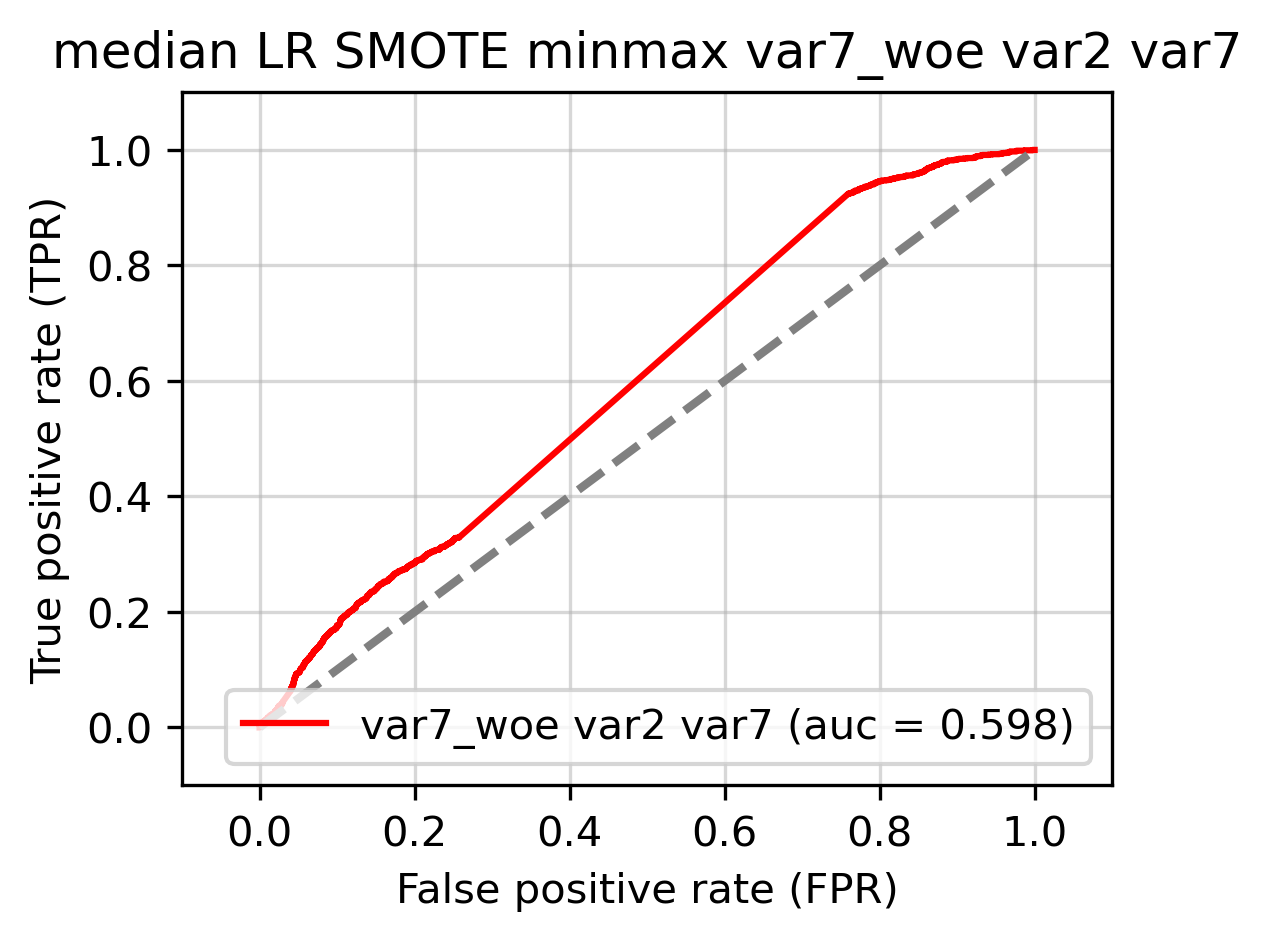 median LR SMOTE minmax var7_woe var2 var7
True positive rate (TPR)
1.0
0.8
0.6
0.4
0.2
0.0
var7_woe var2 var7 (auc = 0.598)
0.0 0.2 0.4 0.6 0.8 1.0
False positive rate (FPR)